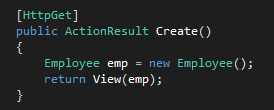 [HttpGet]
public ActionResult Create()
{
    Employee emp = new Employee();
    return View(emp);
}